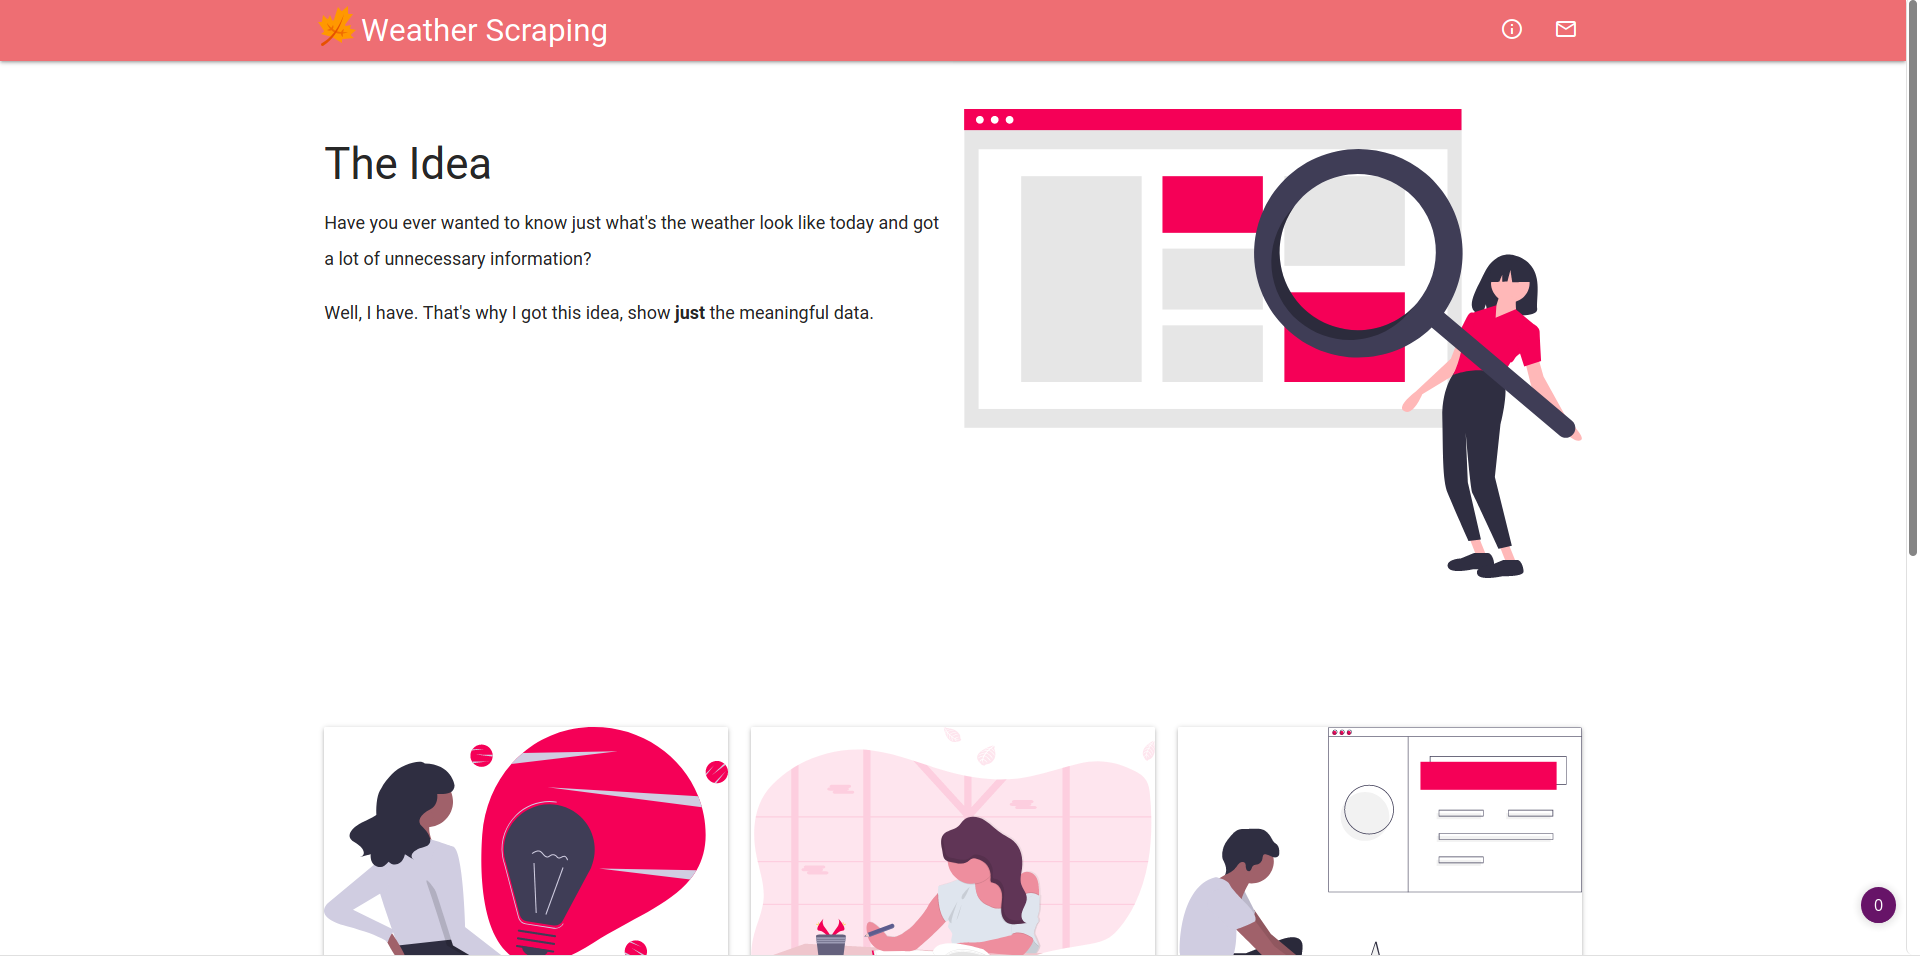 Weather Scraping
The Idea
Have you ever wanted to know just what's the weather look like today and got
a lot of unnecessary information?
Well, I have. That's why I got this idea, show just the meaningful data.
0